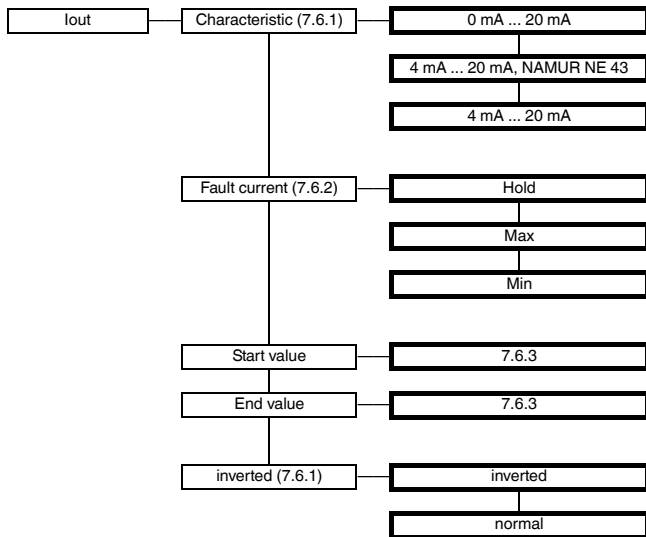 Iout
Characteristic (7.6.1)
0 mA ... 20 mA
4 mA ... 20 mA, NAMUR NE 43
4 mA ... 20 mA
Fault current (7.6.2)
Hold
Max
Min
Start value
7.6.3
End value
7.6.3
inverted (7.6.1)
inverted
normal